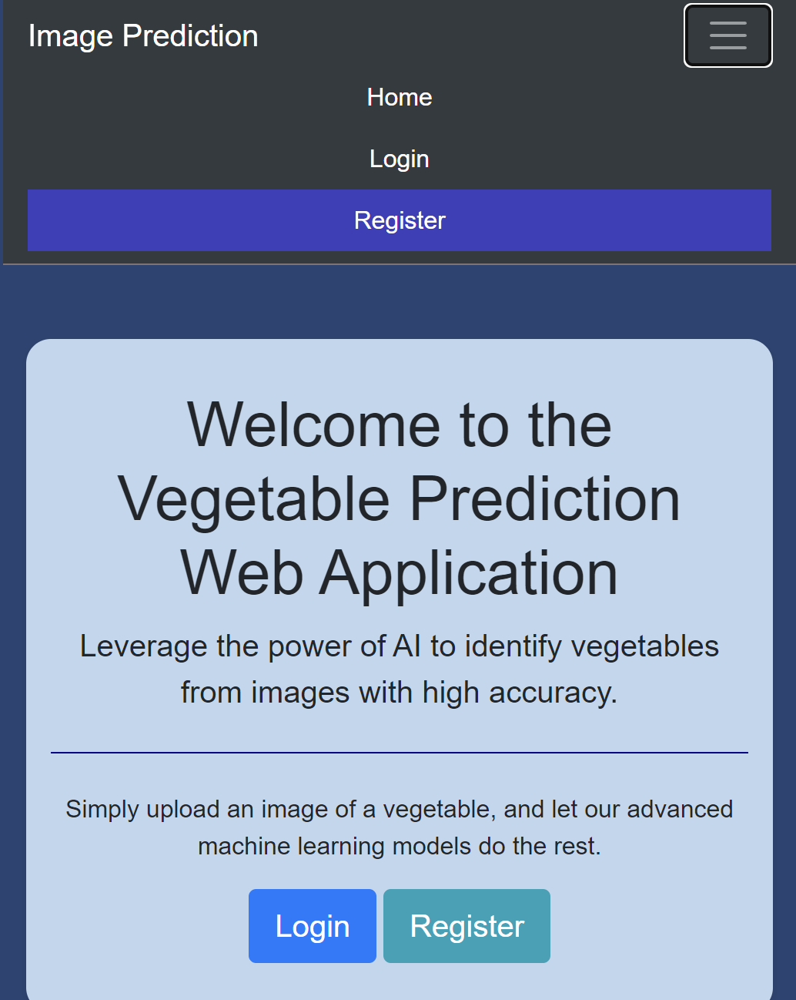 Image Prediction
Home
Login
Register
Welcome to the
Vegetable Prediction
Web Application
Leverage the power of AI to identify vegetables
from images with high accuracy.
Simply upload an image of a vegetable, and let our advanced
machine learning models do the rest.
Login Register